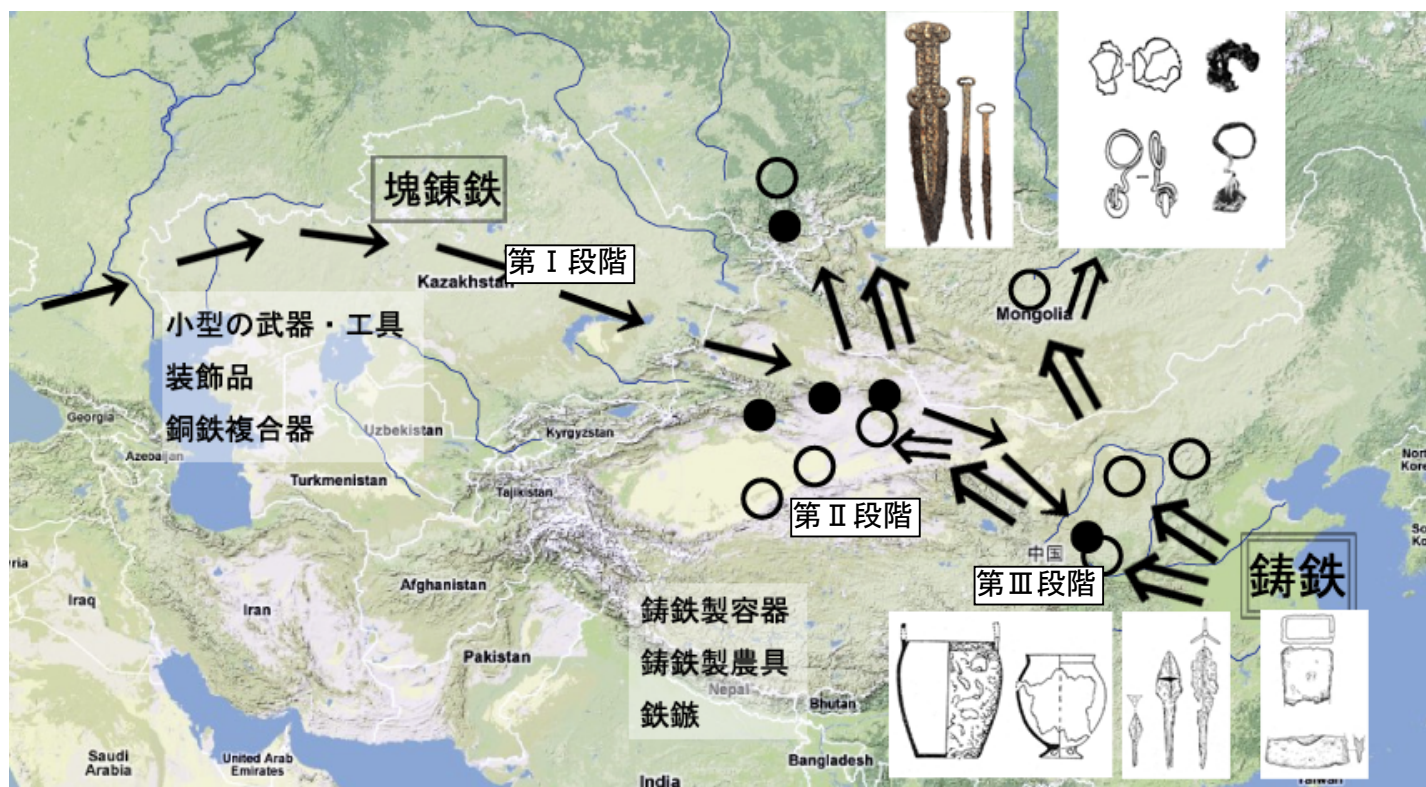 塊錬鉄
第Ⅰ段階
Kazakhstan
小型の武器・工具
装飾品
銅鉄複合器
Mongolia
Georgia
Azebaijan
Uzbekistan
Kyrgyzstan
Turkmenistan
Tajikistan
第Ⅱ段階
中国
第Ⅲ段階
鋳鉄
Afghanistan
Iraq
Iran
Pakistan
鋳鉄製容器
鋳鉄製農具
鉄鏃
Nepal
Bhutan
Saudi
Arabia
United Arab
Emirates
Bangladesh
India
Taiwan